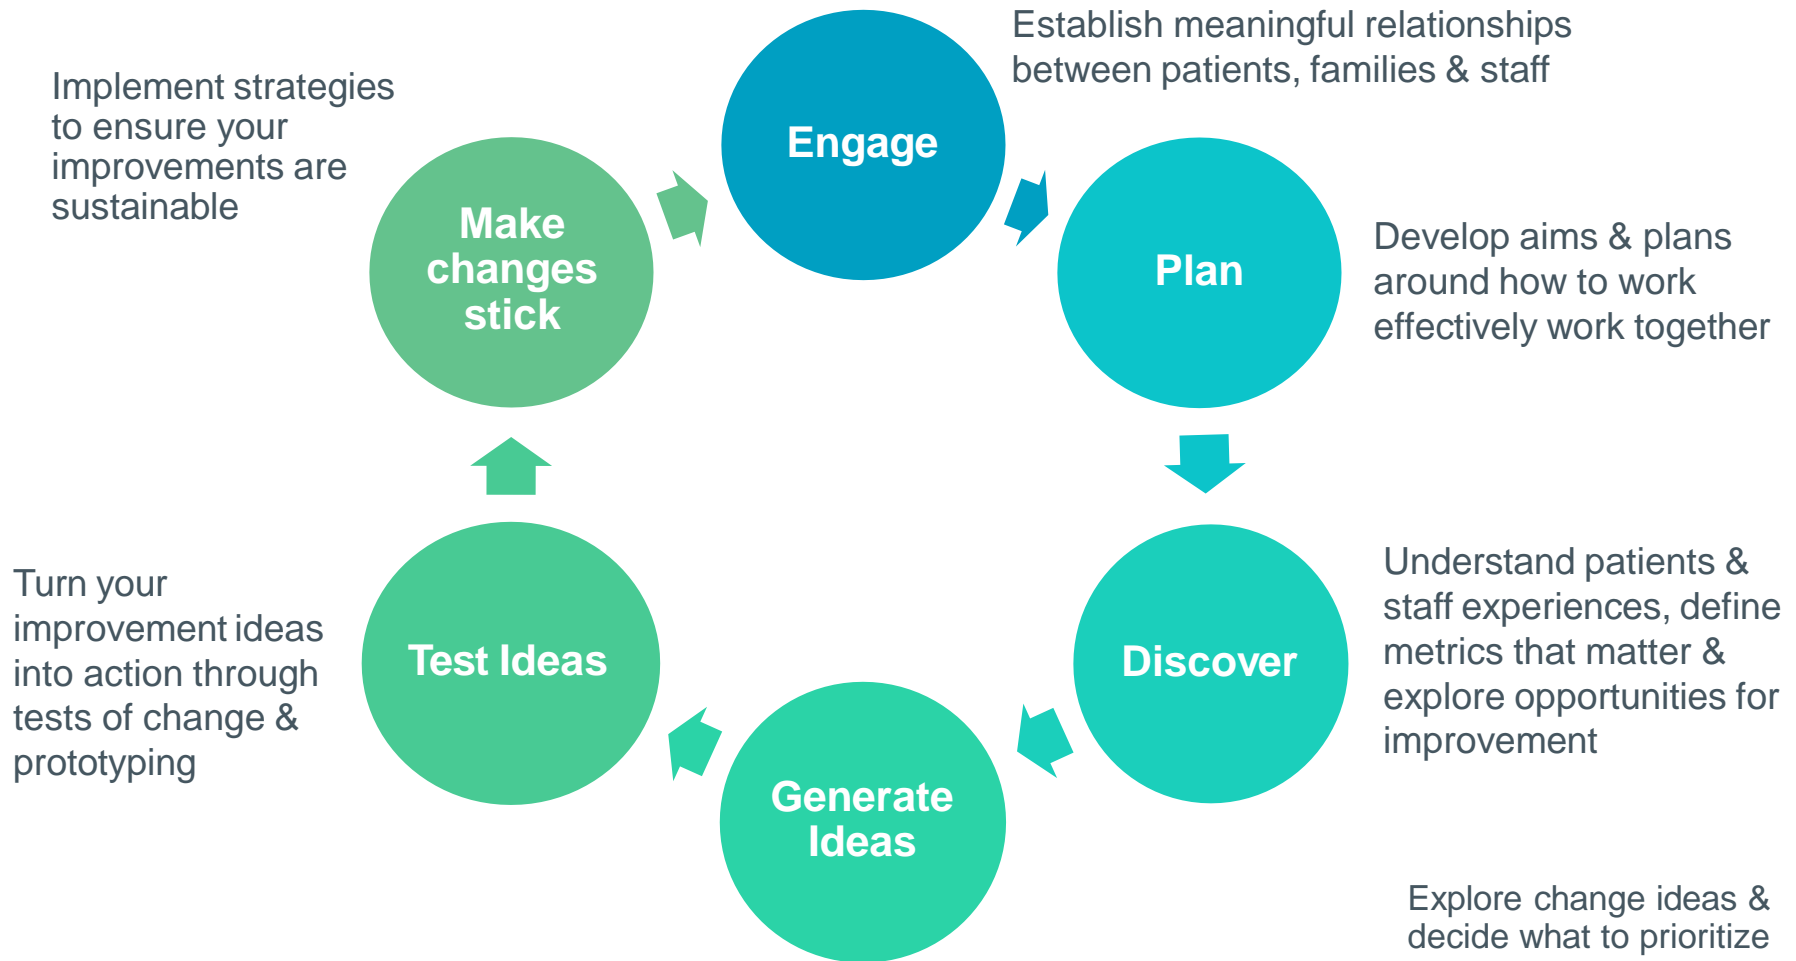 Engage
Establish meaningful relationships
between patients, families & staff
Plan
Develop aims & plans
around how to work
effectively work together
Discover
Understand patients &
staff experiences, define
metrics that matter &
explore opportunities for
improvement
Generate
Ideas
Explore change ideas &
decide what to prioritize
Test Ideas
Turn your
improvement ideas
into action through
tests of change &
prototyping
Make
changes
stick
Implement strategies
to ensure your
improvements are
sustainable